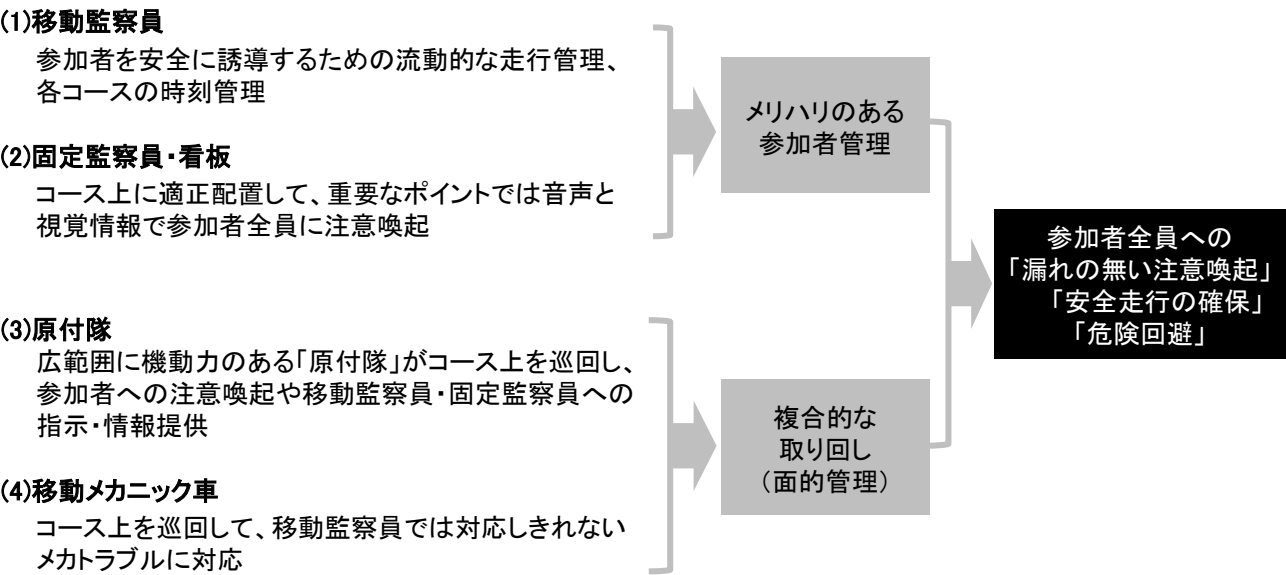 (1)移動監察員
参加者を安全に誘導するための流動的な走行管理、
各コースの時刻管理
(2)固定監察員・看板
コース上に適正配置して、重要なポイントでは音声と
視覚情報で参加者全員に注意喚起
(3)原付隊
広範囲に機動力のある「原付隊」がコース上を巡回し、
参加者への注意喚起や移動監察員・固定監察員への
指示・情報提供
(4)移動メカニック車
コース上を巡回して、移動監察員では対応しきれない
メカトラブルに対応
メリハリのある
参加者管理
複合的な
取り回し
（面的管理）
参加者全員への
「漏れの無い注意喚起」
「安全走行の確保」
「危険回避」